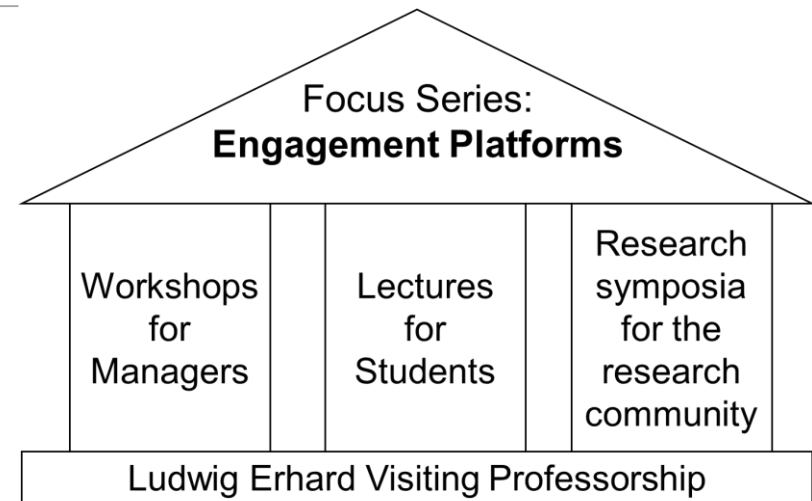 Focus Series:
Engagement Platforms
Workshops
for
Managers
Lectures
for
Students
Research
symposia
for the
research
community
Ludwig Erhard Visiting Professorship